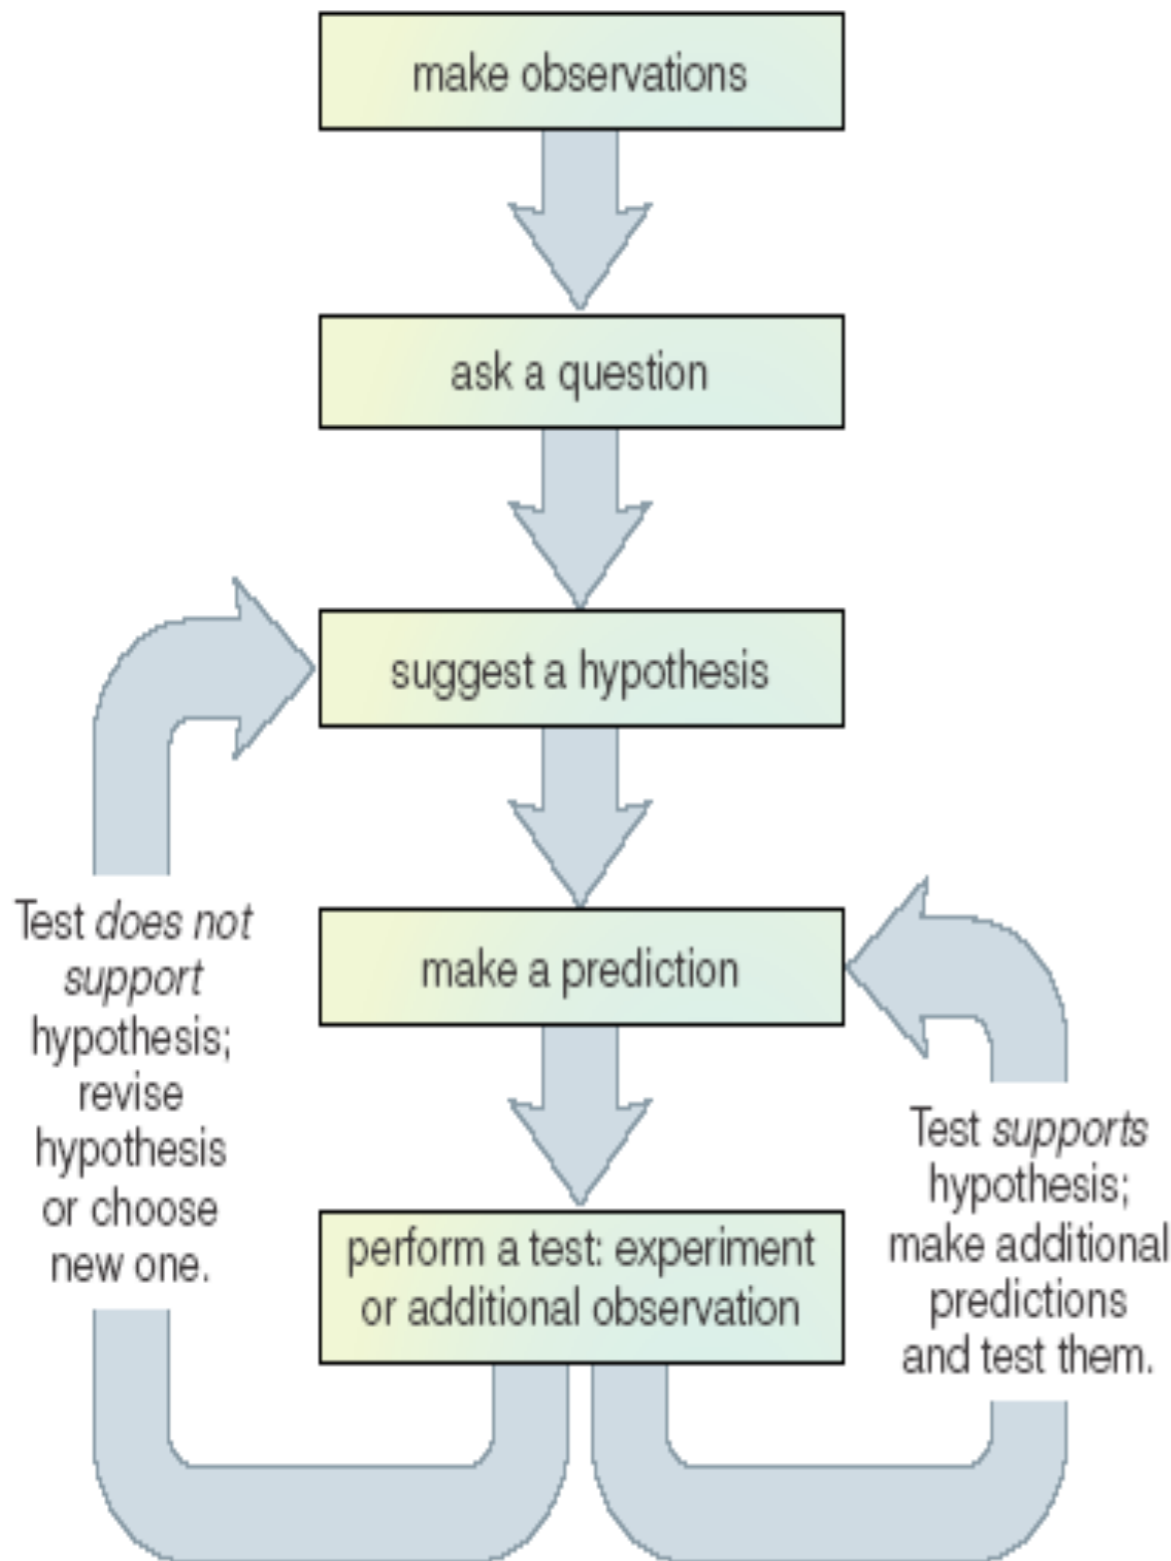 make observations
ask a question
suggest a hypothesis
make a prediction
perform a test: experiment
or additional observation
Test does not
support
hypothesis;
revise
hypothesis
or choose
new one.
Test supports
hypothesis;
make additional
predictions
and test them.